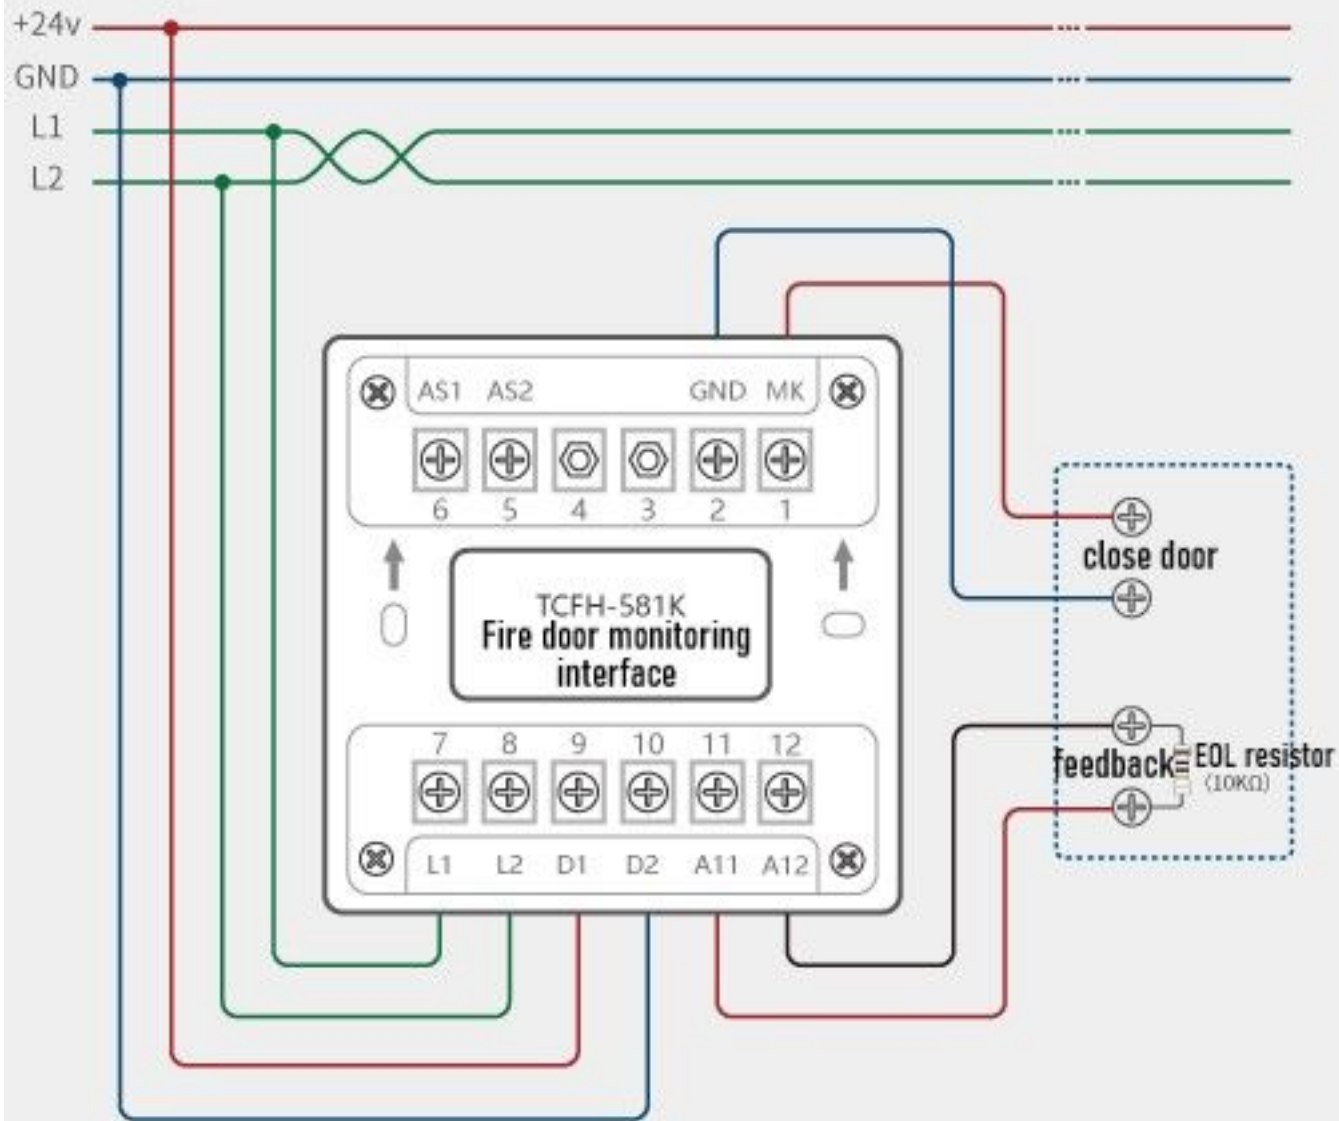 +24v
GND
L1
L2
AS1 AS2 GND MK
6 5 4 3 2 1
close door
TCFH-581K
Fire door monitoring
interface
7 8 9 10 11 12
feedback
EOL resistor
(10KΩ)
L1 L2 D1 D2 A11 A12